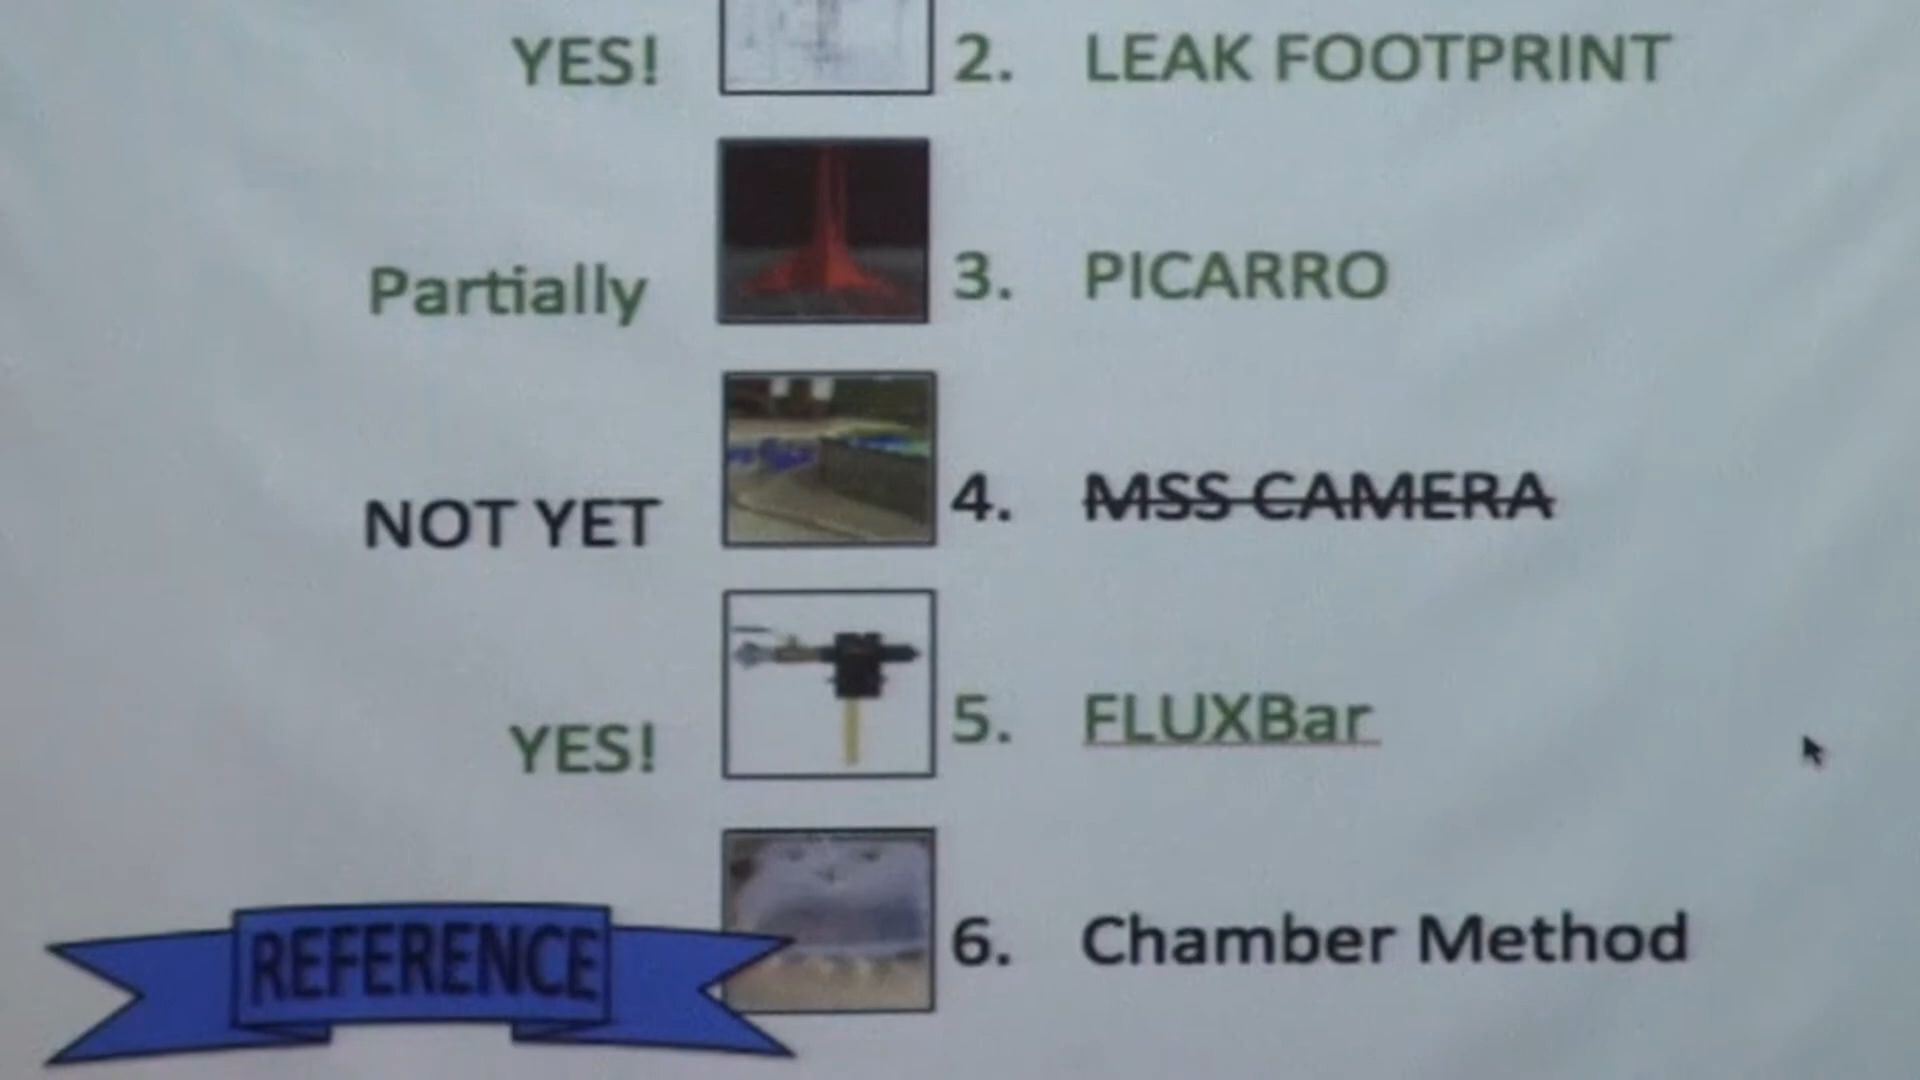 YES! 2. LEAK FOOTPRINT
Partially 3. PICARRO
NOT YET 4. MSS CAMERA
YES! 5. FLUXBar
REFERENCE 6. Chamber Method